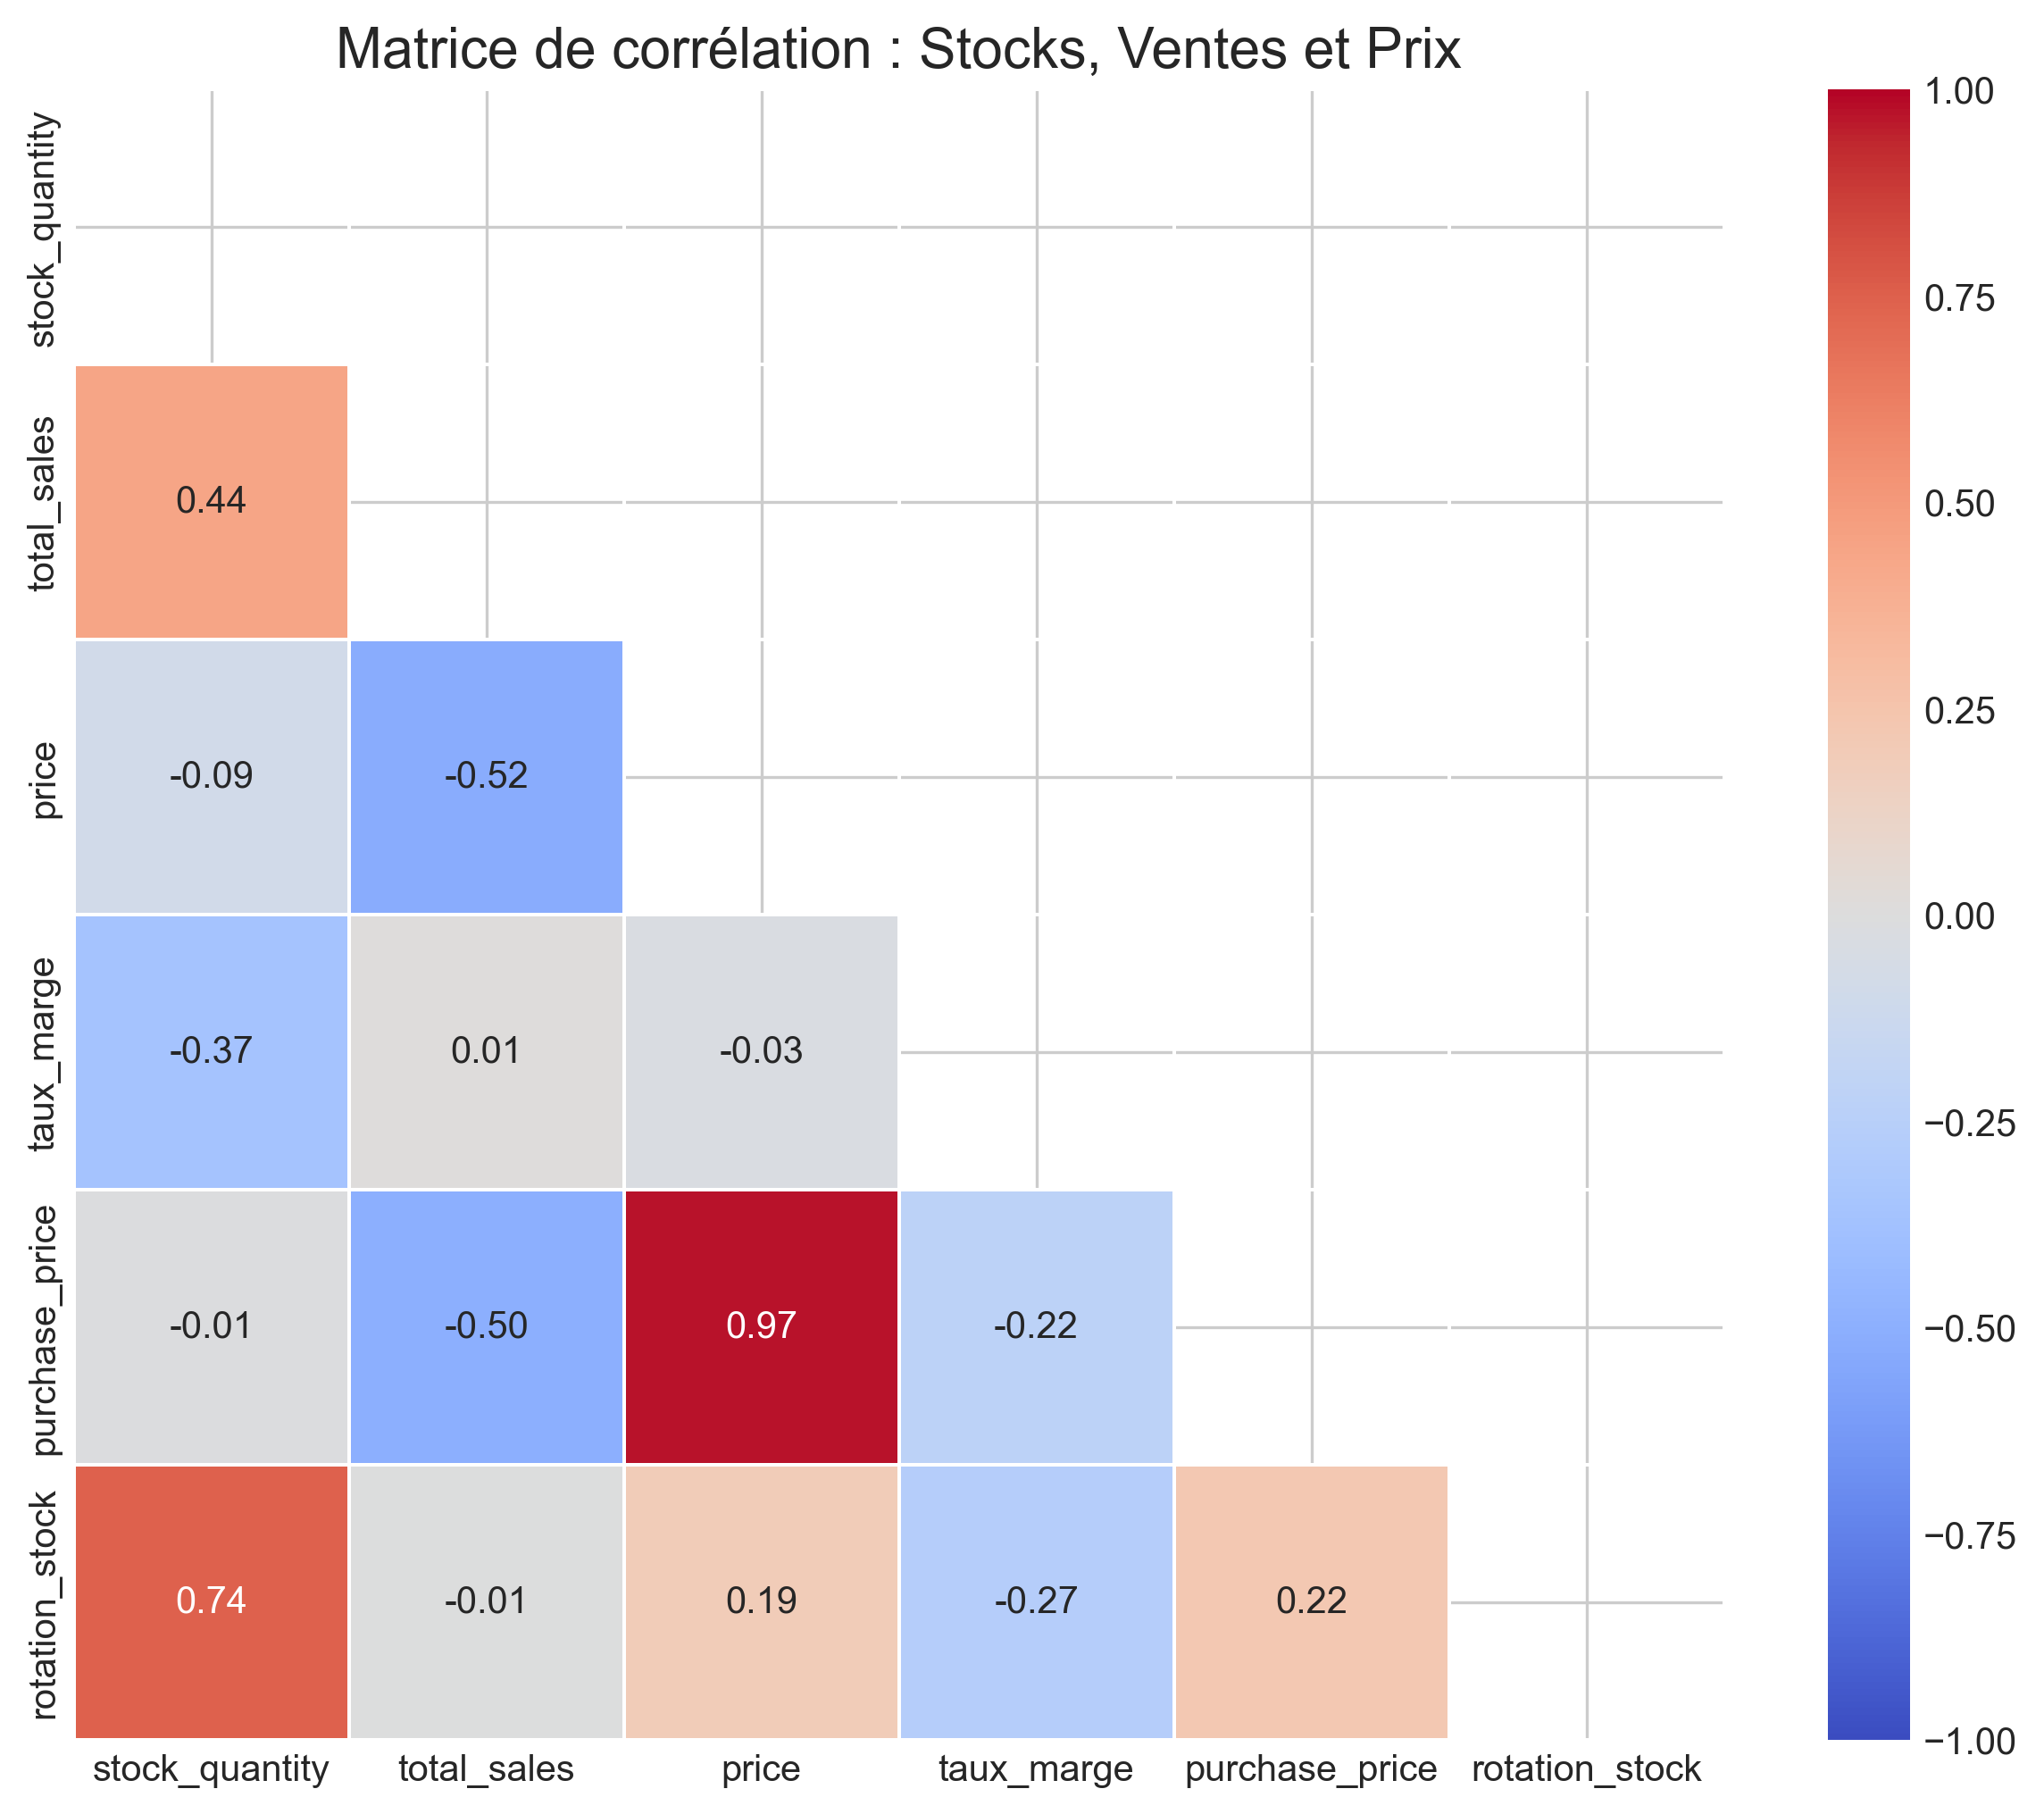 Matrice de corrélation : Stocks, Ventes et Prix
stock_quantity
total_sales
0.44
price
-0.09 -0.52
taux_marge
-0.37 0.01 -0.03
purchase_price
-0.01 -0.50 0.97 -0.22
rotation_stock
0.74 -0.01 0.19 -0.27 0.22
stock_quantity total_sales price taux_marge purchase_price rotation_stock
1.00
0.75
0.50
0.25
0.00
−0.25
−0.50
−0.75
−1.00